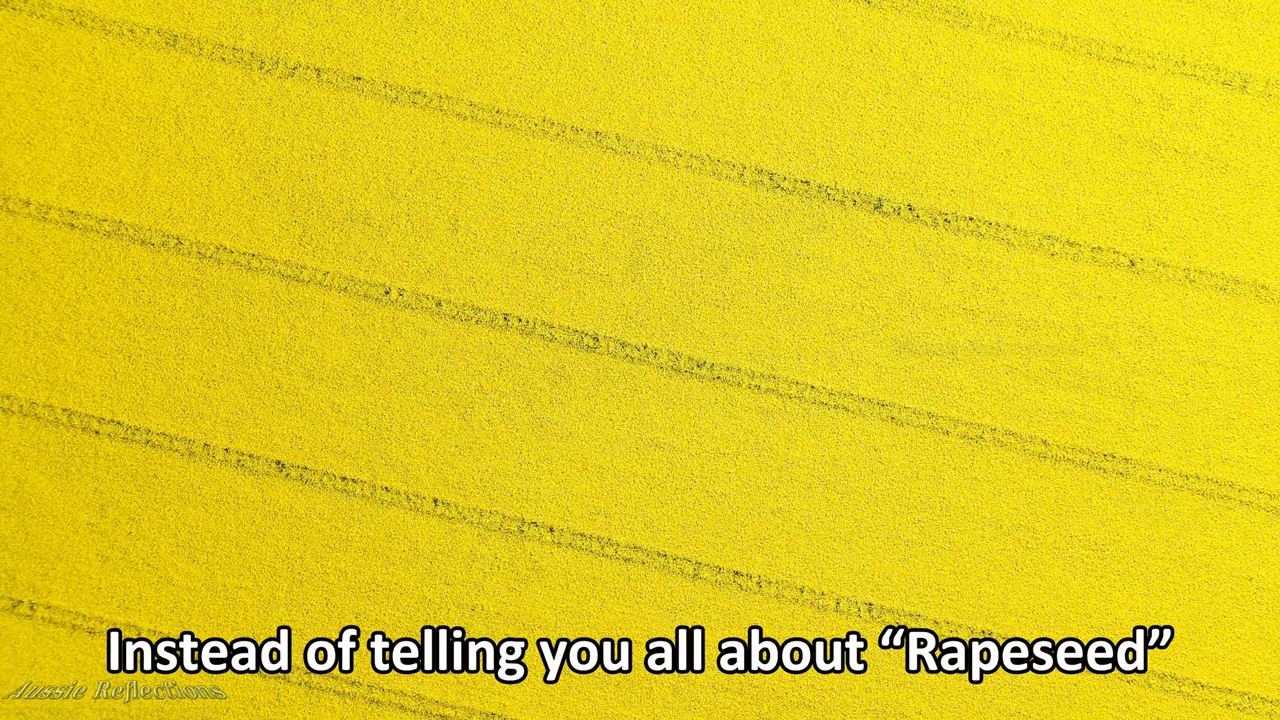 Instead of telling you all about “Rapeseed”
Aussie Reflections